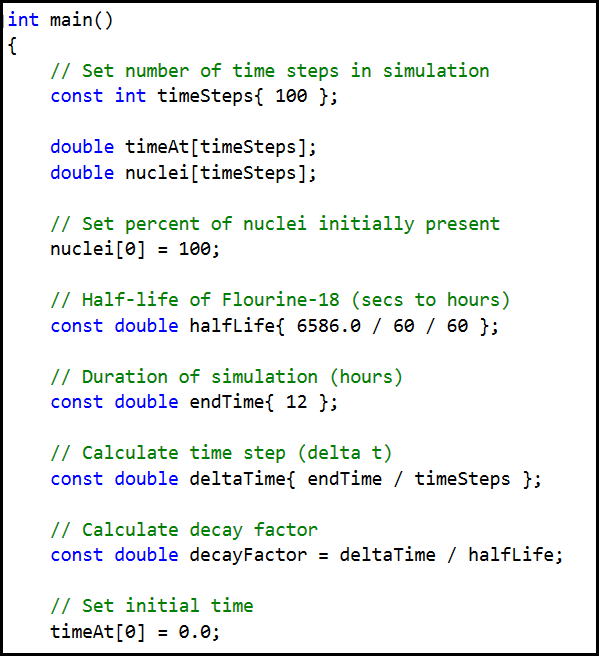 int main()
{
    // Set number of time steps in simulation
    const int timeSteps{ 100 };

    double timeAt[timeSteps];
    double nuclei[timeSteps];

    // Set percent of nuclei initially present
    nuclei[0] = 100;

    // Half-life of Flourine-18 (secs to hours)
    const double halfLife{ 6586.0 / 60 / 60 };

    // Duration of simulation (hours)
    const double endTime{ 12 };

    // Calculate time step (delta t)
    const double deltaTime{ endTime / timeSteps };

    // Calculate decay factor
    const double decayFactor = deltaTime / halfLife;

    // Set initial time
    timeAt[0] = 0.0;